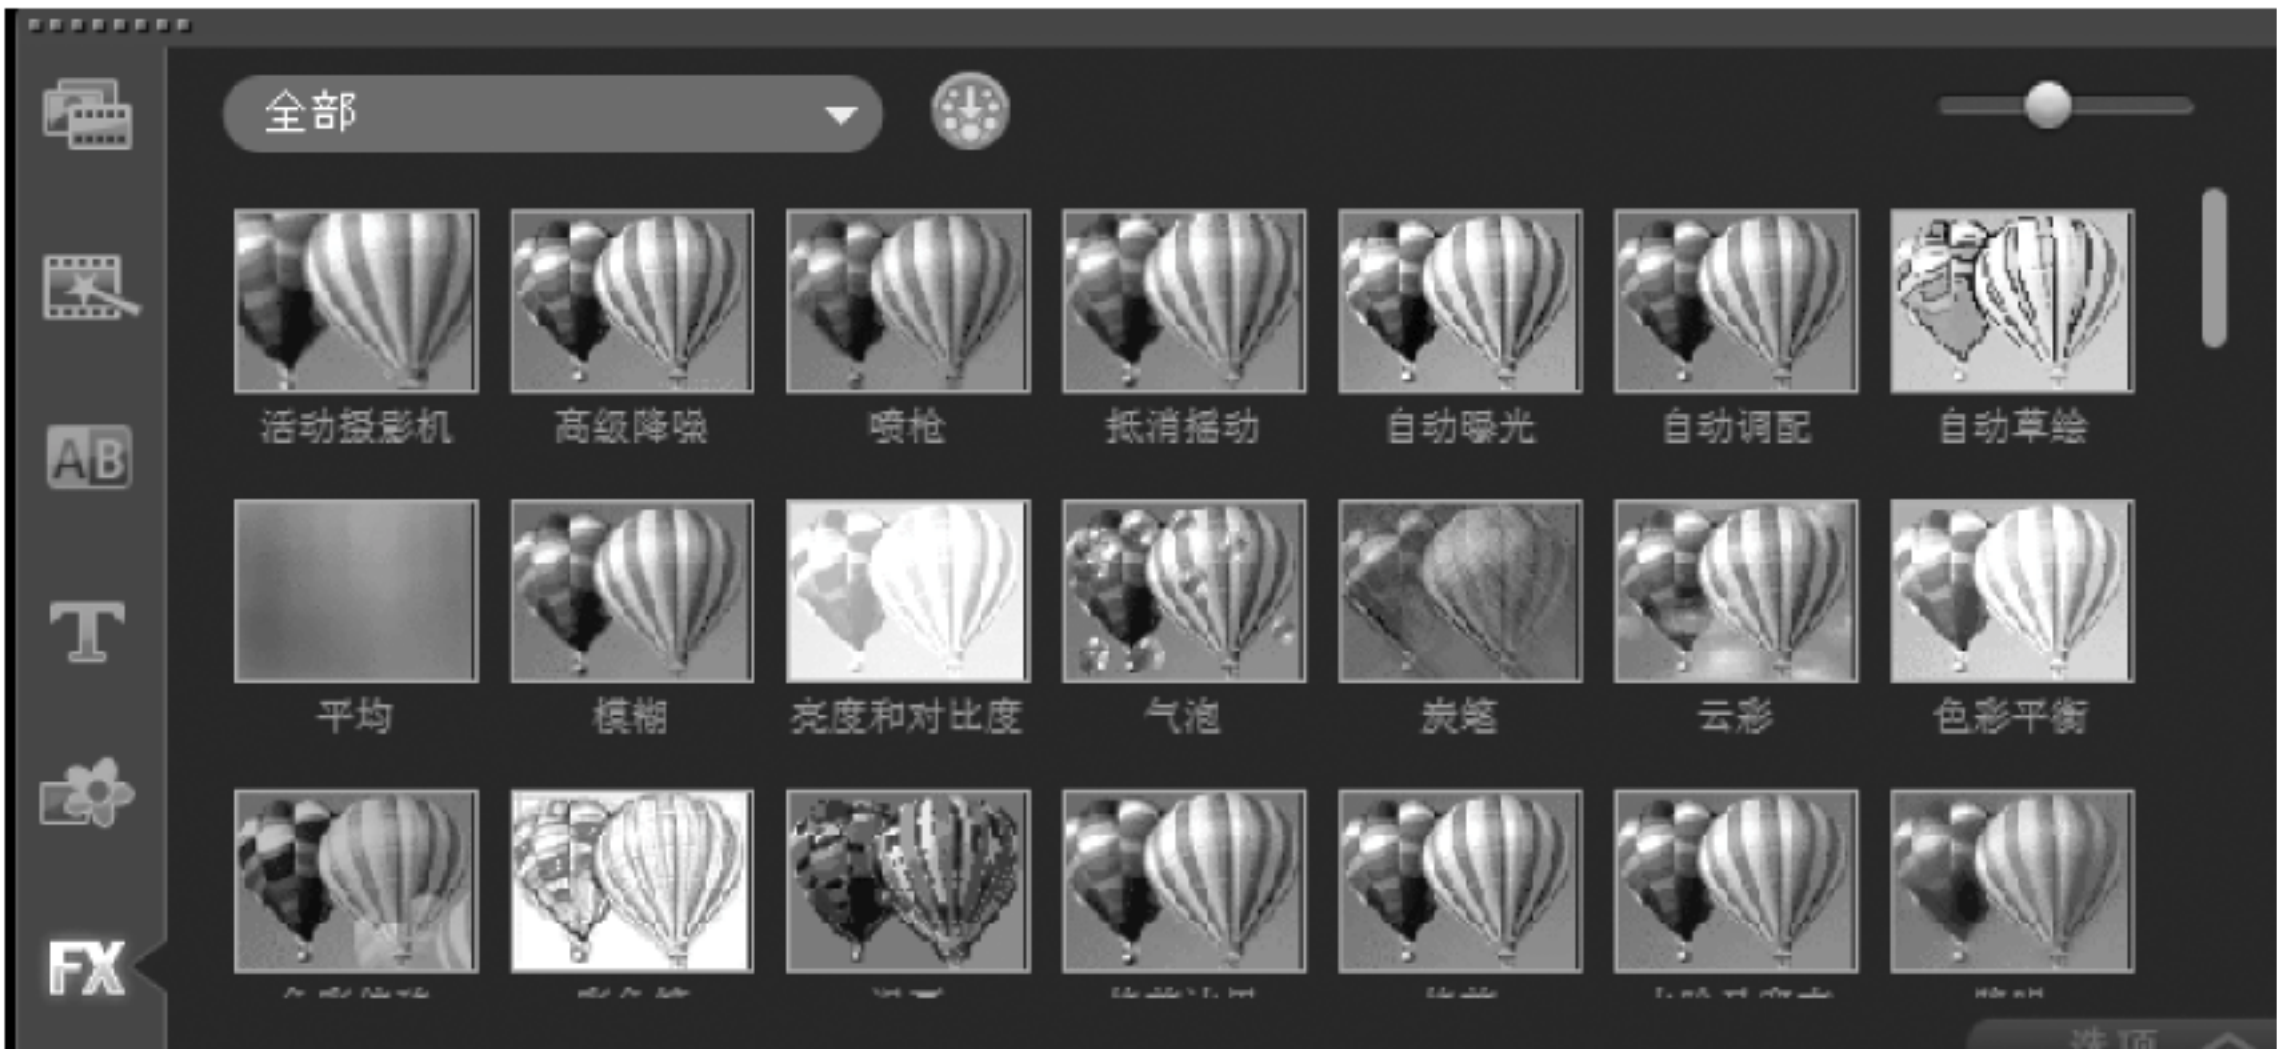 全部
活动摄影机 高级降噪 喷枪 抵消摇动 自动曝光 自动调配 自动草绘
AB
平均 模糊 亮度和对比度 气泡 炭笔 云彩 色彩平衡
T
FX
选项